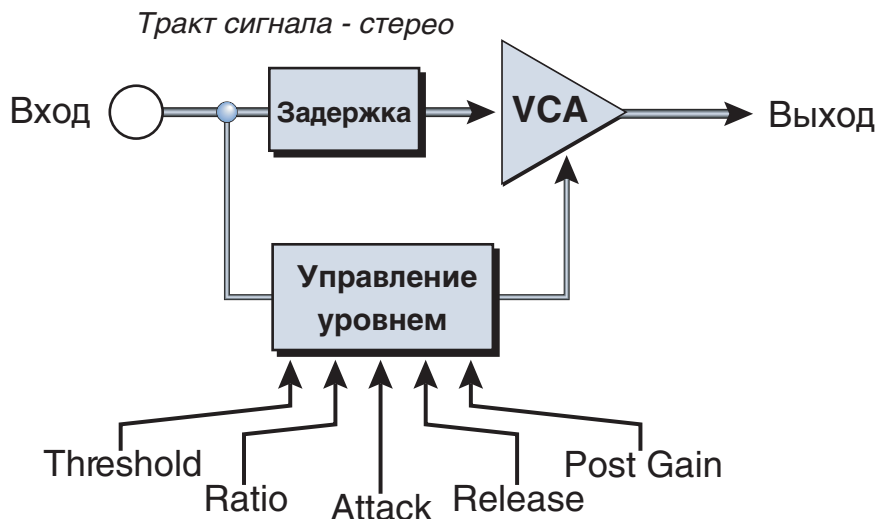 Тракт сигнала - стерео
Вход
Задержка
VCA
Выход
Управление
уровнем
Threshold
Ratio
Attack
Release
Post Gain